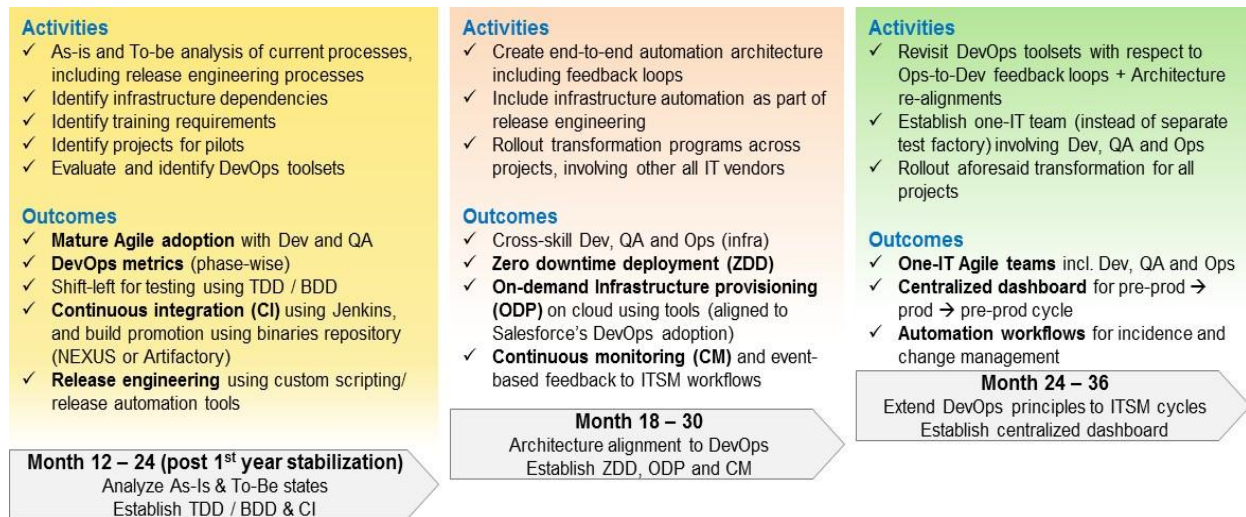 Activities
✓ As-is and To-be analysis of current processes,
including release engineering processes
✓ Identify infrastructure dependencies
✓ Identify training requirements
✓ Identify projects for pilots
✓ Evaluate and identify DevOps toolsets
Outcomes
✓ Mature Agile adoption with Dev and QA
✓ DevOps metrics (phase-wise)
✓ Shift-left for testing using TDD / BDD
✓ Continuous integration (CI) using Jenkins,
and build promotion using binaries repository
(NEXUS or Artifactory)
✓ Release engineering using custom scripting/
release automation tools
Month 12 – 24 (post 1st year stabilization)
Analyze As-Is & To-Be states
Establish TDD / BDD & CI
Activities
✓ Create end-to-end automation architecture
including feedback loops
✓ Include infrastructure automation as part of
release engineering
✓ Rollout transformation programs across
projects, involving other all IT vendors
Outcomes
✓ Cross-skill Dev, QA and Ops (infra)
✓ Zero downtime deployment (ZDD)
✓ On-demand Infrastructure provisioning
(ODP) on cloud using tools (aligned to
Salesforce's DevOps adoption)
✓ Continuous monitoring (CM) and event-
based feedback to ITSM workflows
Month 18 – 30
Architecture alignment to DevOps
Establish ZDD, ODP and CM
Activities
✓ Revisit DevOps toolsets with respect to
Ops-to-Dev feedback loops + Architecture
re-alignments
✓ Establish one-IT team (instead of separate
test factory) involving Dev, QA and Ops
✓ Rollout aforesaid transformation for all
projects
Outcomes
✓ One-IT Agile teams incl. Dev, QA and Ops
✓ Centralized dashboard for pre-prod →
prod → pre-prod cycle
✓ Automation workflows for incidence and
change management
Month 24 – 36
Extend DevOps principles to ITSM cycles
Establish centralized dashboard